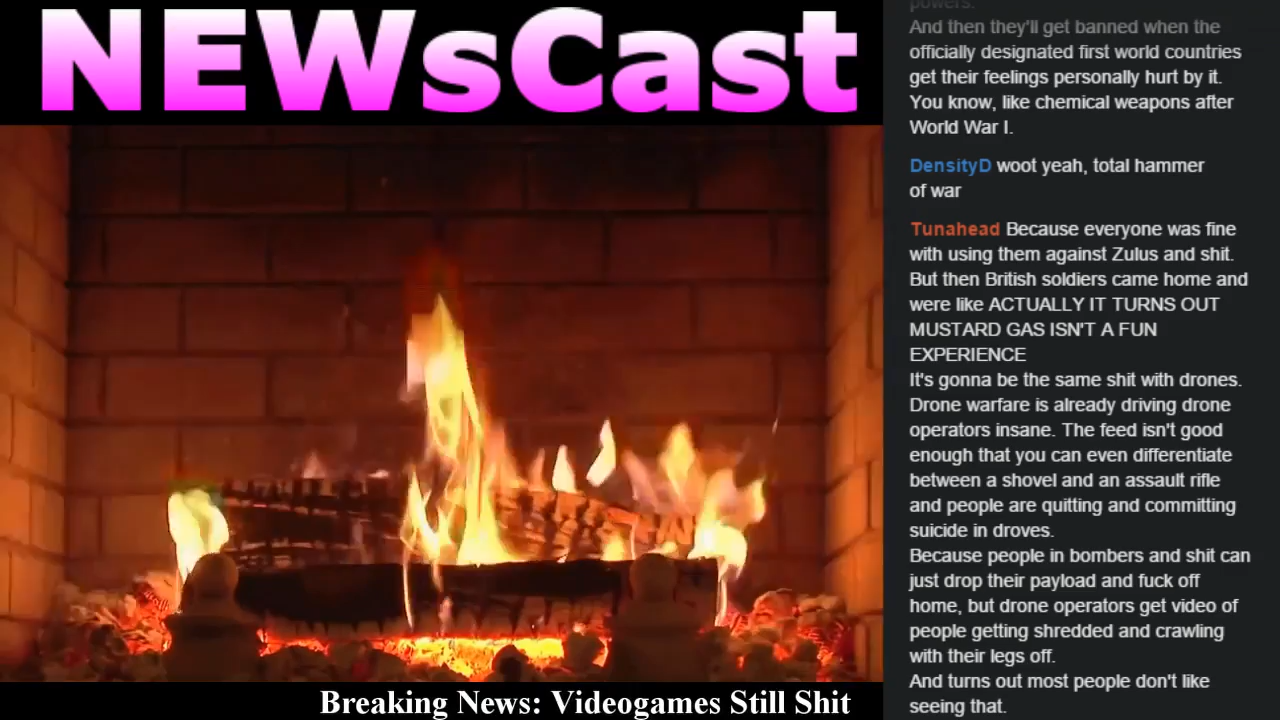 NEWsCast
powers.
And then they'll get banned when the
officially designated first world countries
get their feelings personally hurt by it.
You know, like chemical weapons after
World War I.
DensityD woot yeah, total hammer
of war
Tunahead Because everyone was fine
with using them against Zulus and shit.
But then British soldiers came home and
were like ACTUALLY IT TURNS OUT
MUSTARD GAS ISN'T A FUN
EXPERIENCE
It's gonna be the same shit with drones.
Drone warfare is already driving drone
operators insane. The feed isn't good
enough that you can even differentiate
between a shovel and an assault rifle
and people are quitting and committing
suicide in droves.
Because people in bombers and shit can
just drop their payload and fuck off
home, but drone operators get video of
people getting shredded and crawling
with their legs off.
And turns out most people don't like
seeing that.
Breaking News: Videogames Still Shit